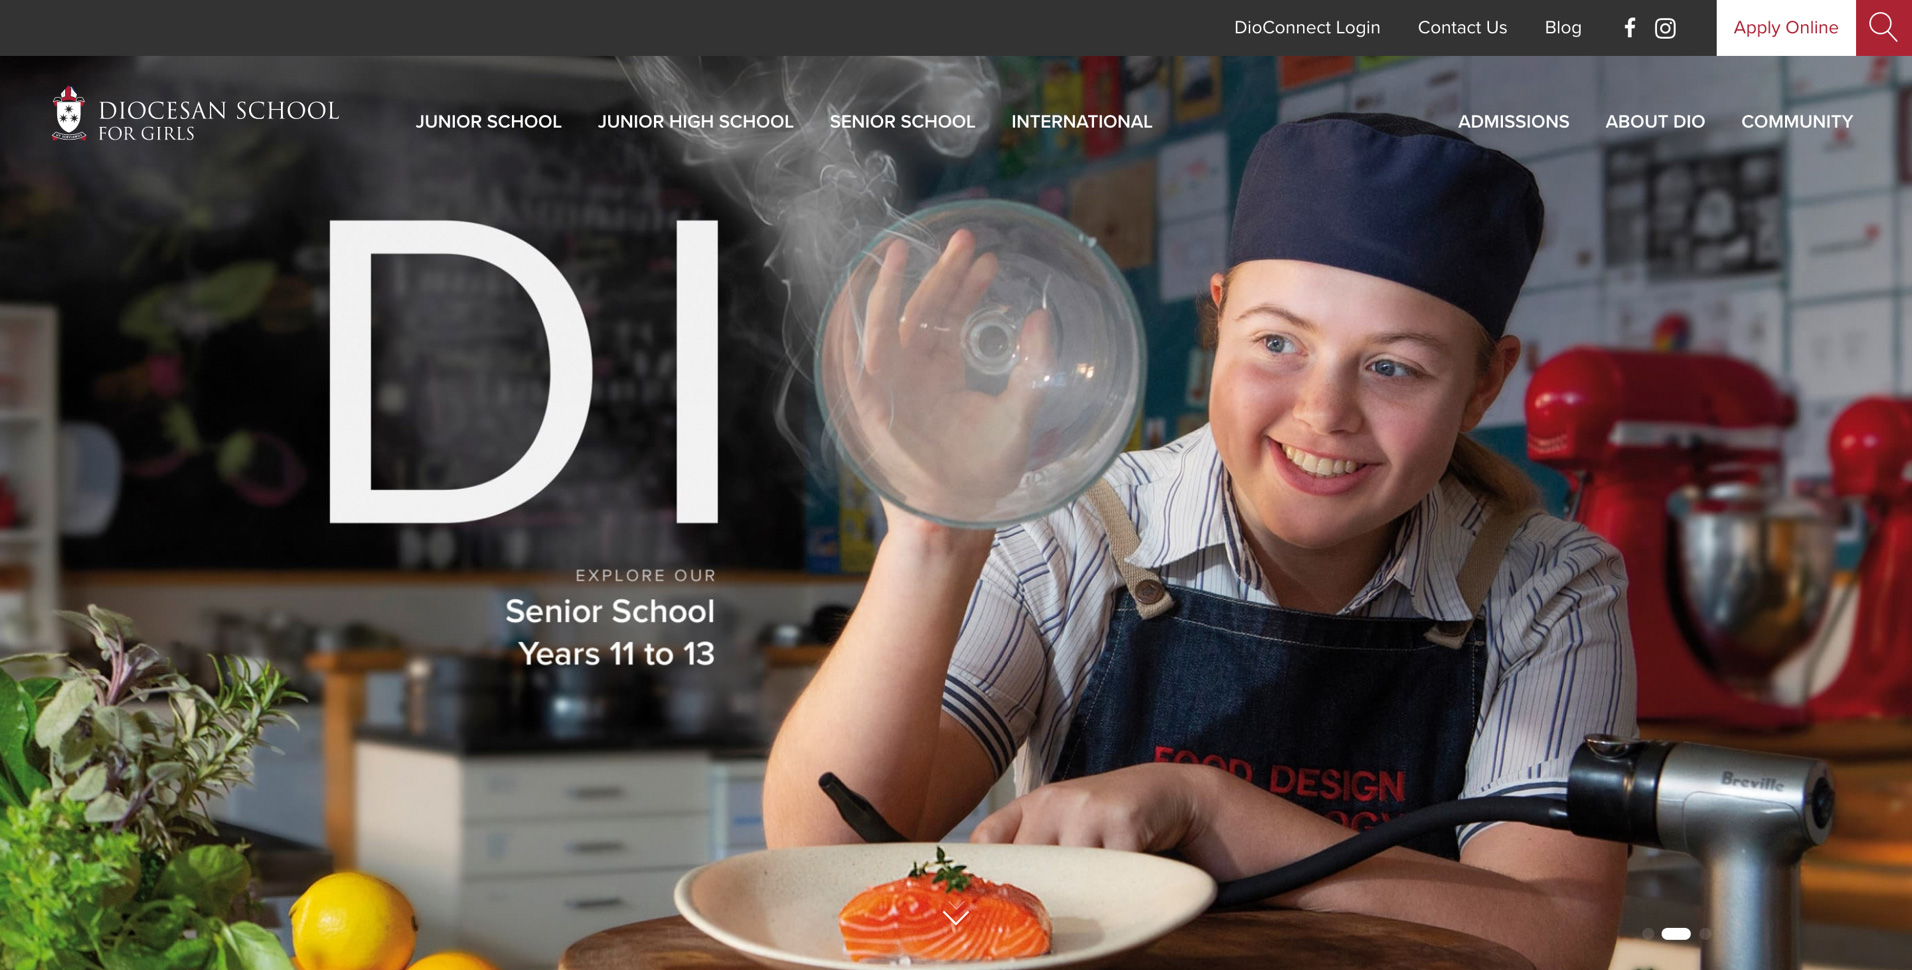 DioConnect Login
Contact Us
Blog
Apply Online
DIOCESAN SCHOOL
FOR GIRLS
JUNIOR SCHOOL
JUNIOR HIGH SCHOOL
SENIOR SCHOOL
INTERNATIONAL
ADMISSIONS
ABOUT DIO
COMMUNITY
DI
EXPLORE OUR
Senior School
Years 11 to 13
FOOD DESIGN
Breville